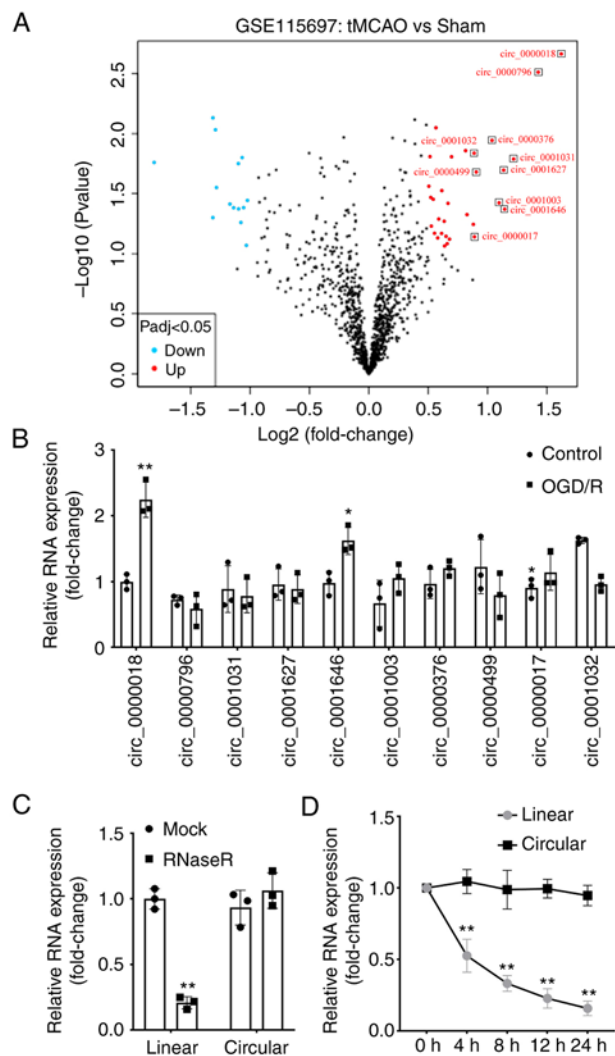 A
GSE115697: tMCAO vs Sham
−Log10 (Pvalue)
2.5
2.0
1.5
1.0
0.5
0.0
circ_0000018
circ_0000796
circ_0001032
circ_0000376
circ_0001031
circ_0000499
circ_0001627
circ_0001003
circ_0001646
circ_0000017
Padj<0.05
Down
Up
−1.5 −1.0 −0.5 0.0 0.5 1.0 1.5
Log2 (fold-change)
B
Relative RNA expression
(fold-change)
3
2
1
0
Control
OGD/R
**
*
*
circ_0000018
circ_0000796
circ_0001031
circ_0001627
circ_0001646
circ_0001003
circ_0000376
circ_0000499
circ_0000017
circ_0001032
C
Relative RNA expression
(fold-change)
1.5
1.0
0.5
0.0
Mock
RNaseR
**
Linear Circular
D
Relative RNA expression
(fold-change)
1.5
1.0
0.5
0.0
Linear
Circular
** ** ** **
0 h 4 h 8 h 12 h 24 h